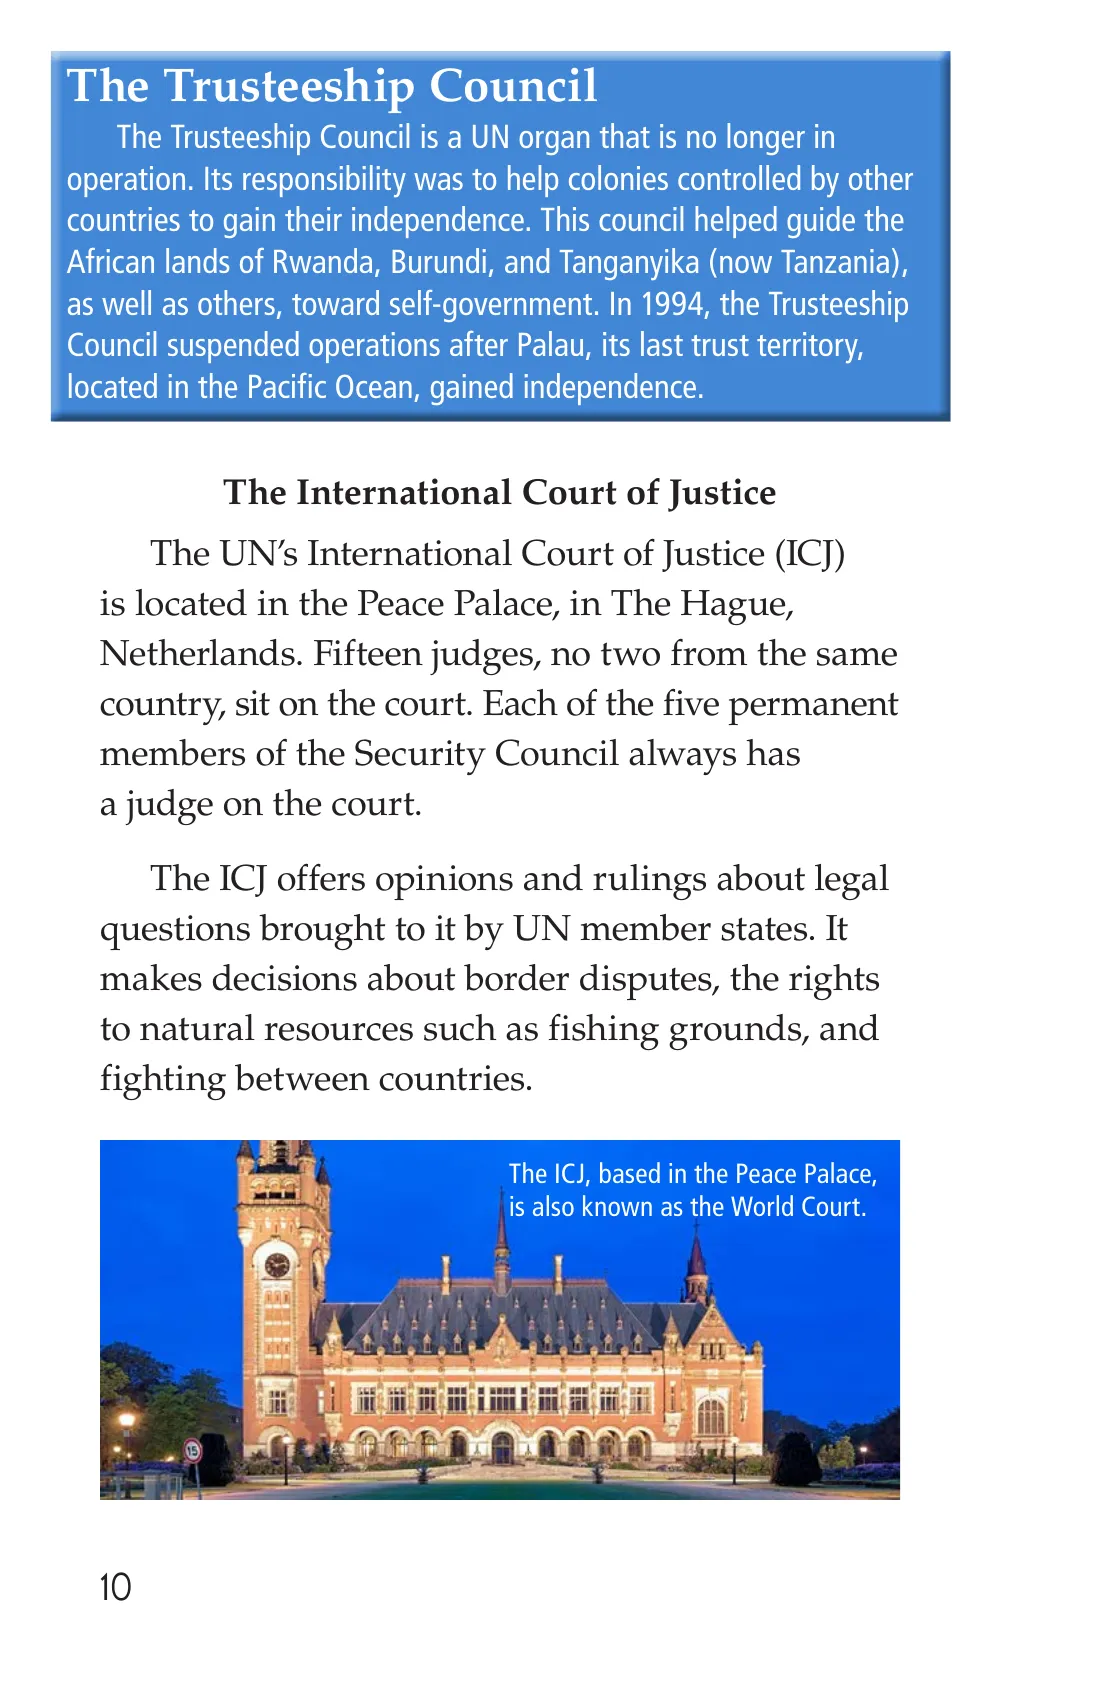 The Trusteeship Council
The Trusteeship Council is a UN organ that is no longer in
operation. Its responsibility was to help colonies controlled by other
countries to gain their independence. This council helped guide the
African lands of Rwanda, Burundi, and Tanganyika (now Tanzania),
as well as others, toward self-government. In 1994, the Trusteeship
Council suspended operations after Palau, its last trust territory,
located in the Pacific Ocean, gained independence.
The International Court of Justice
The UN’s International Court of Justice (ICJ)
is located in the Peace Palace, in The Hague,
Netherlands. Fifteen judges, no two from the same
country, sit on the court. Each of the five permanent
members of the Security Council always has
a judge on the court.
The ICJ offers opinions and rulings about legal
questions brought to it by UN member states. It
makes decisions about border disputes, the rights
to natural resources such as fishing grounds, and
fighting between countries.
The ICJ, based in the Peace Palace,
is also known as the World Court.
15
10